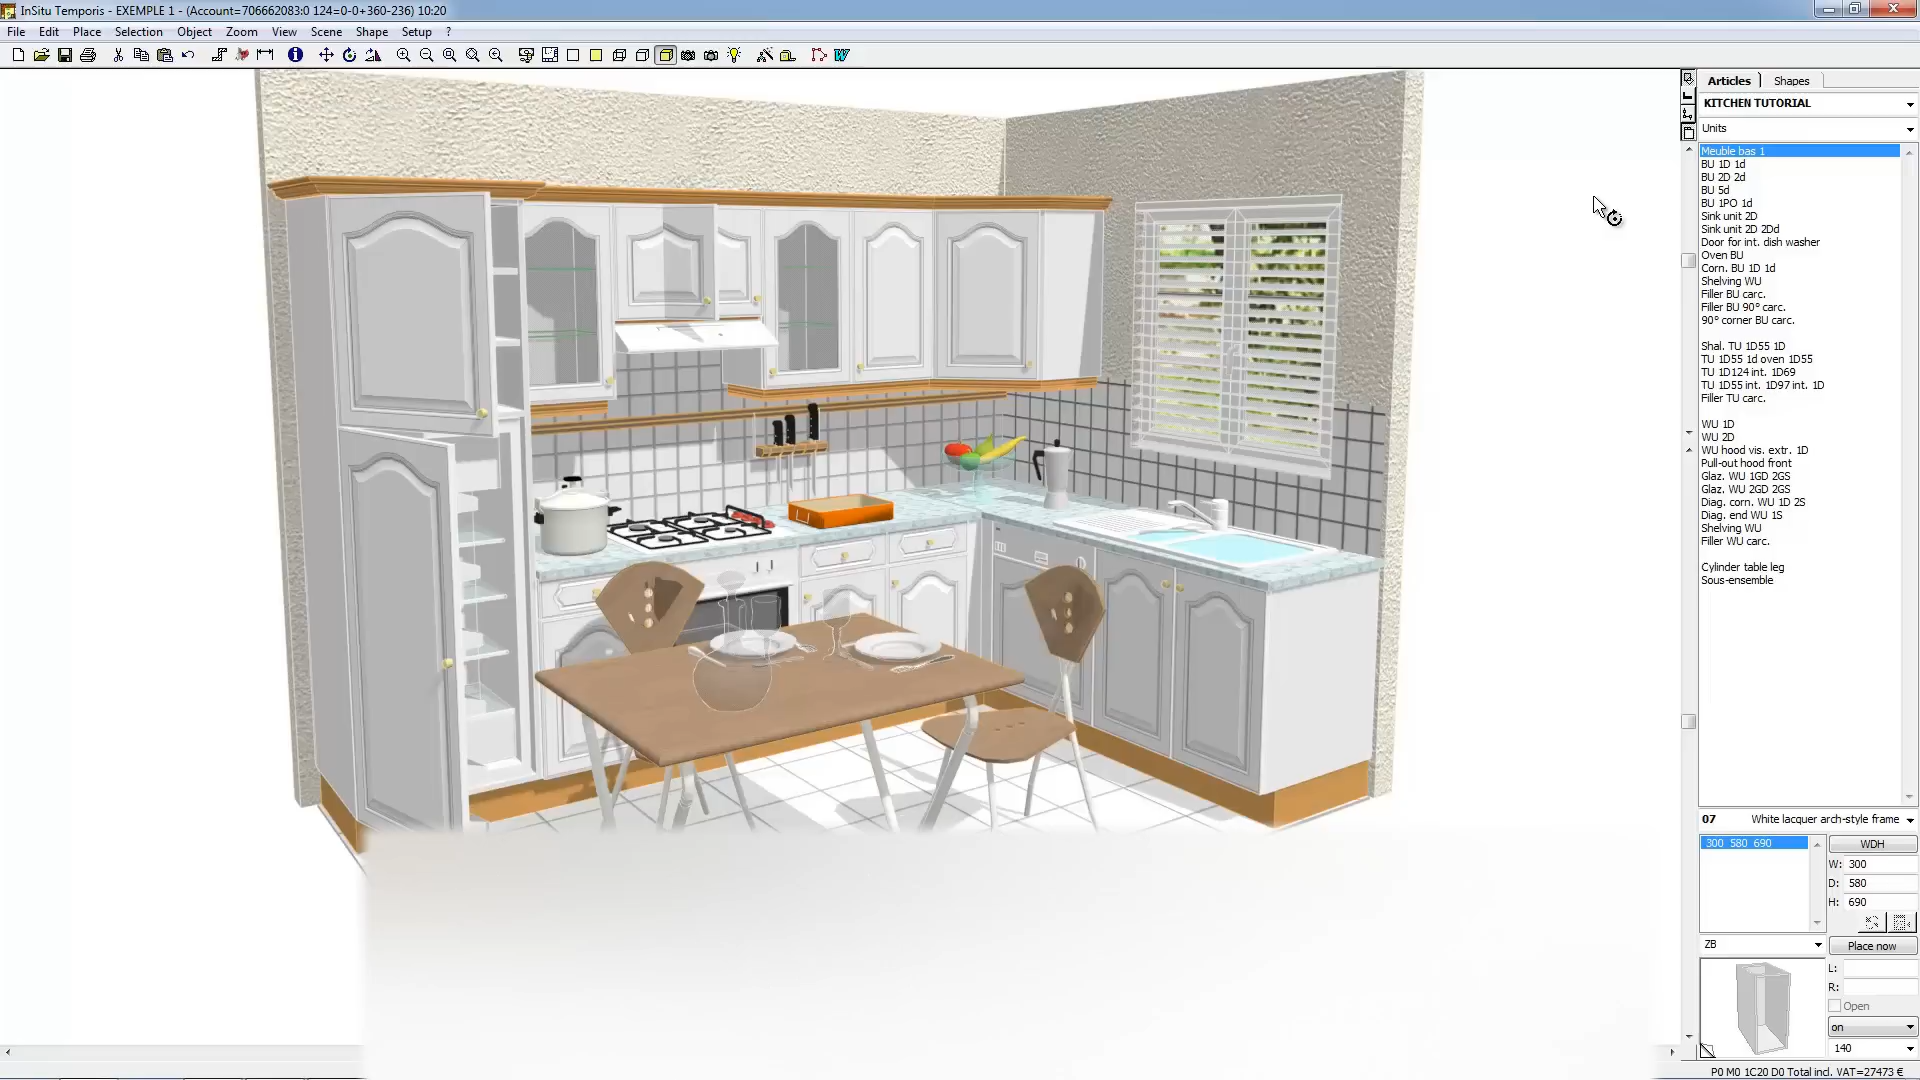 InSitu Temporis - EXEMPLE 1 - (Account=706662083:0 124=0-0+360-236) 10:20
File Edit Place Selection Object Zoom View Scene Shape Setup ?
Articles Shapes
KITCHEN TUTORIAL
Units
Meuble bas 1
BU 1D 1d
BU 2D 2d
BU 5d
BU 1PO 1d
Sink unit 2D
Sink unit 2D 2Dd
Door for int. dish washer
Oven BU
Corn. BU 1D 1d
Shelving WU
Filler BU carc.
Filler BU 90° carc.
90° corner BU carc.
Shal. TU 1D55 1D
TU 1D55 1d oven 1D55
TU 1D124 int. 1D69
TU 1D55 int. 1D97 int. 1D
Filler TU carc.
WU 1D
WU 2D
WU hood vis. extr. 1D
Pull-out hood front
Glaz. WU 1GD 2GS
Glaz. WU 2GD 2GS
Diag. corn. WU 1D 2S
Diag. end WU 1S
Shelving WU
Filler WU carc.
Cylinder table leg
Sous-ensemble
07 White lacquer arch-style frame
300 580 690 WDH
W: 300
D: 580
H: 690
ZB Place now
L:
R:
Open
on
140
P0 M0 1C20 D0 Total incl. VAT=27473 €